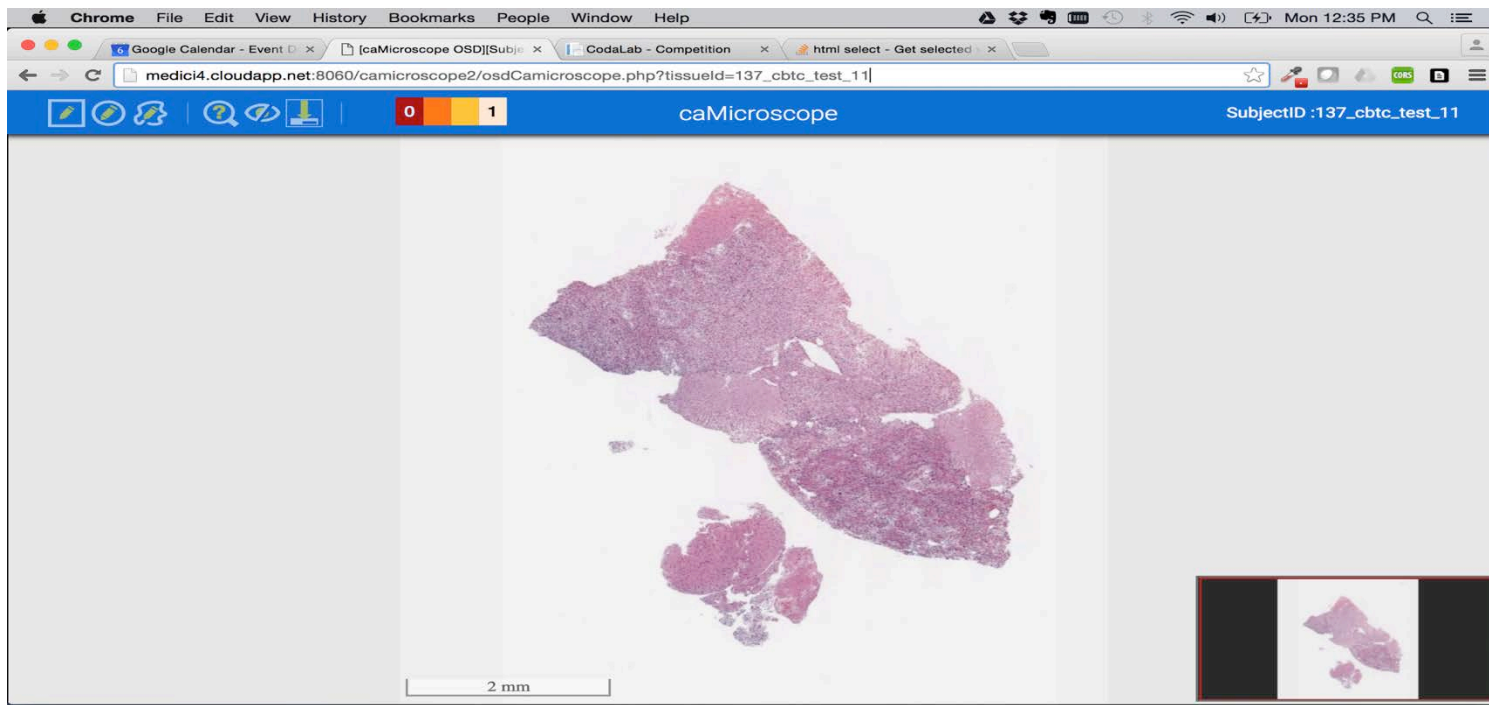 Chrome File Edit View History Bookmarks People Window Help Mon 12:35 PM
Google Calendar - Event D [caMicroscope OSD][Subje CodaLab - Competition html select - Get selected
medici4.cloudapp.net:8060/camicroscope2/osdCamicroscope.php?tissueId=137_cbtc_test_11 CORS
0 1 caMicroscope SubjectID :137_cbtc_test_11
2 mm